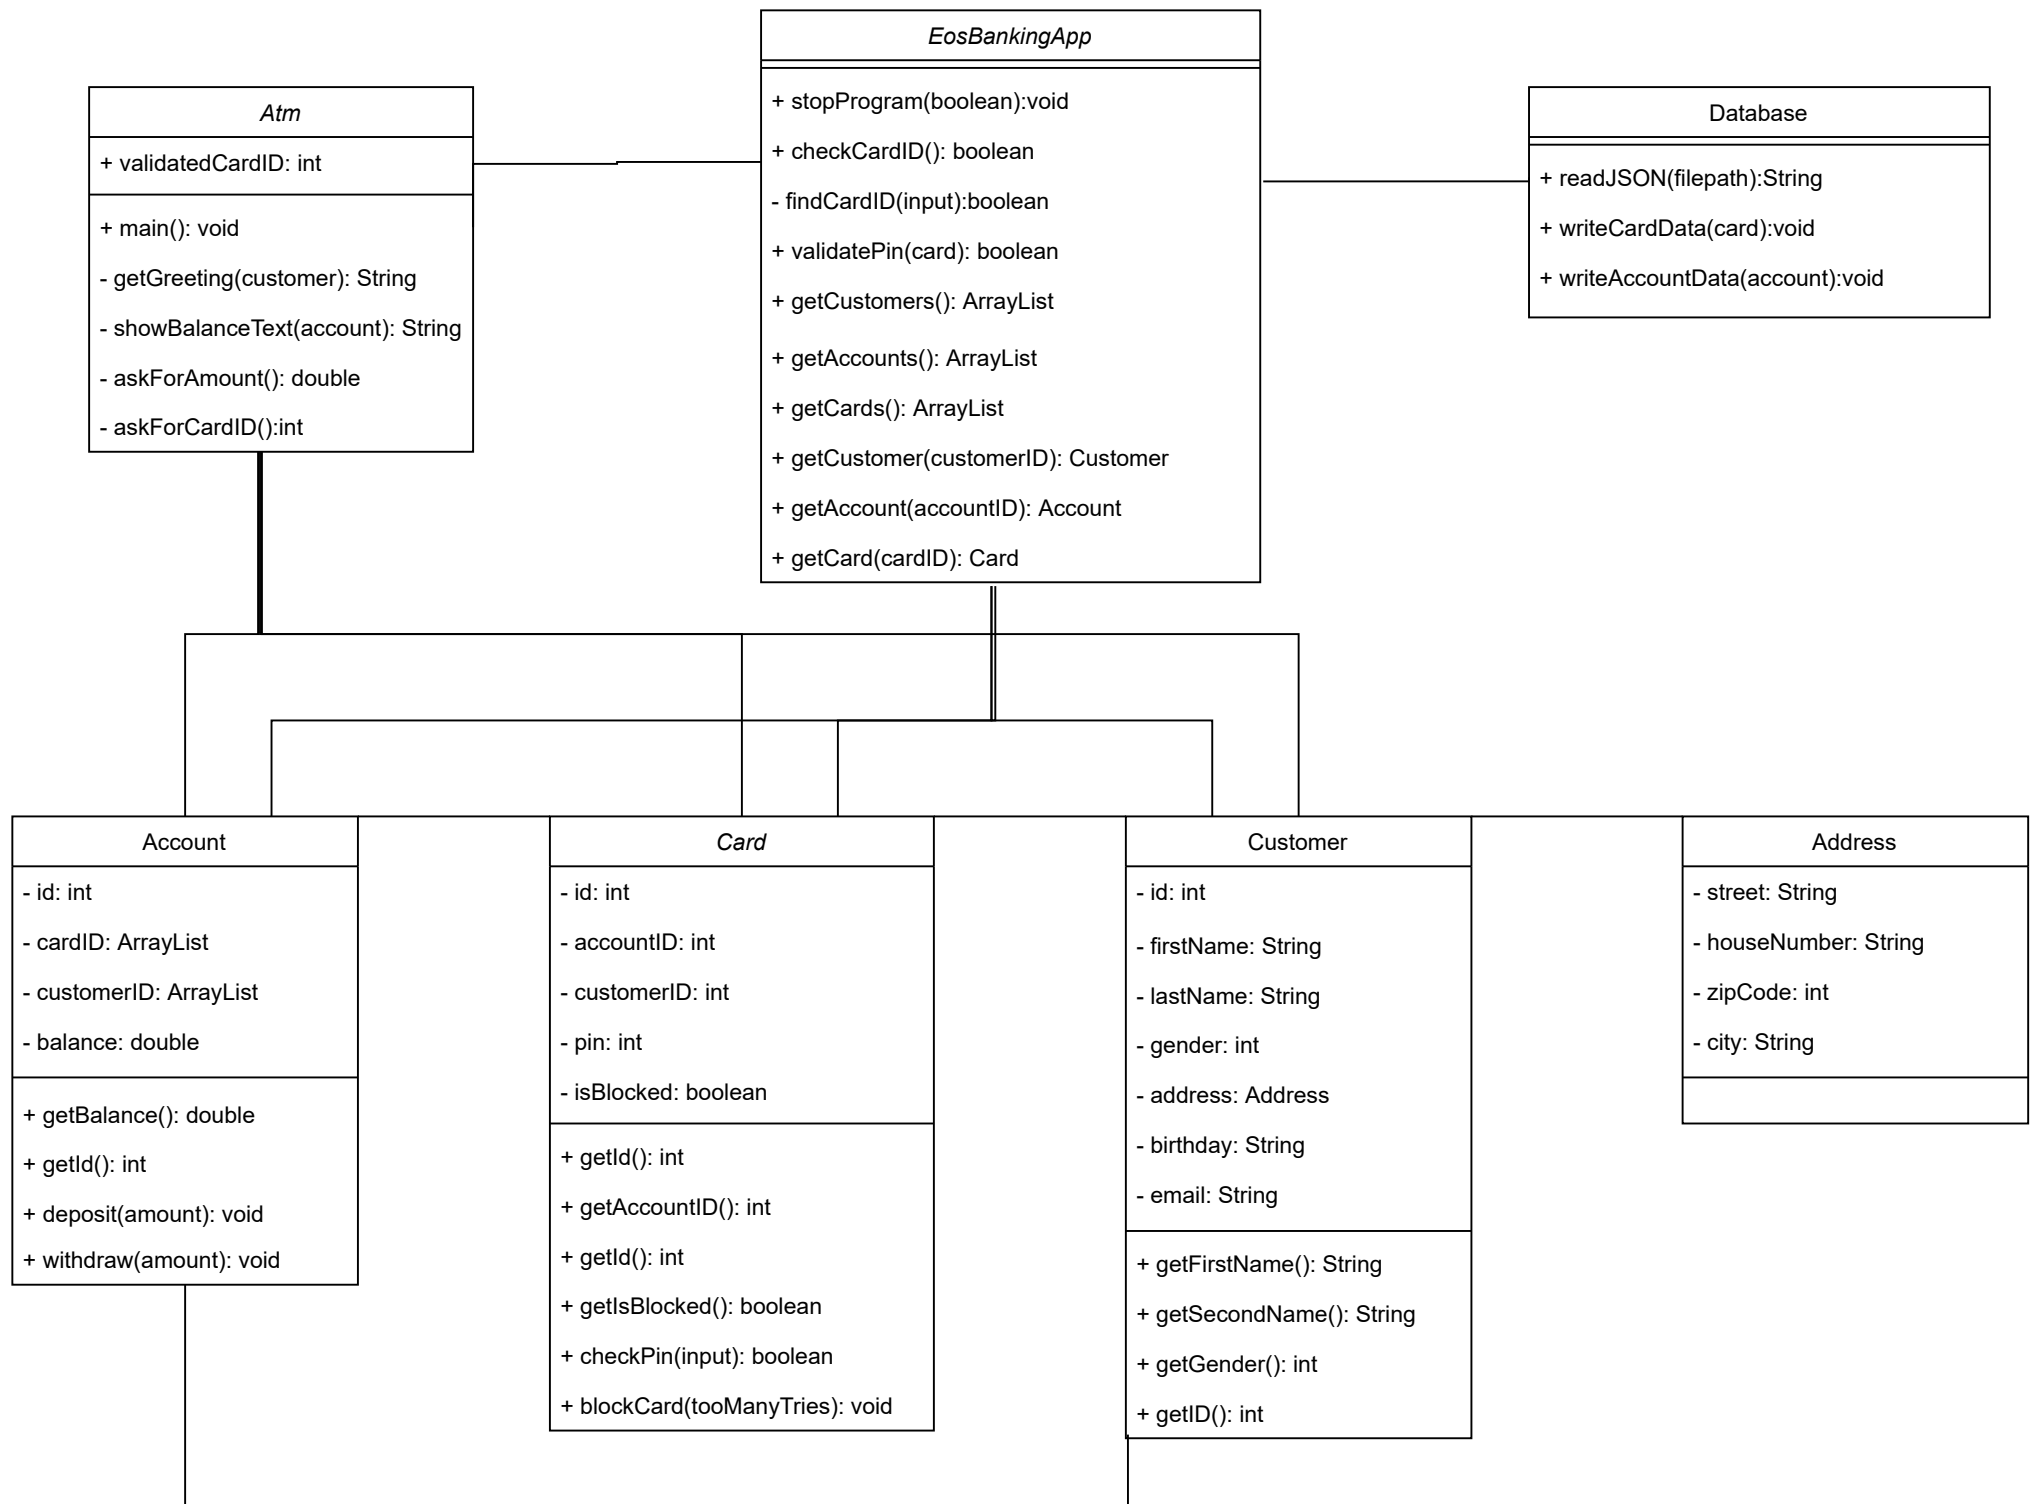 EosBankingApp
+ stopProgram(boolean):void
+ checkCardID(): boolean
- findCardID(input):boolean
+ validatePin(card): boolean
+ getCustomers(): ArrayList
+ getAccounts(): ArrayList
+ getCards(): ArrayList
+ getCustomer(customerID): Customer
+ getAccount(accountID): Account
+ getCard(cardID): Card
Atm
+ validatedCardID: int
+ main(): void
- getGreeting(customer): String
- showBalanceText(account): String
- askForAmount(): double
- askForCardID():int
Database
+ readJSON(filepath):String
+ writeCardData(card):void
+ writeAccountData(account):void
Account
- id: int
- cardID: ArrayList
- customerID: ArrayList
- balance: double
+ getBalance(): double
+ getId(): int
+ deposit(amount): void
+ withdraw(amount): void
Card
- id: int
- accountID: int
- customerID: int
- pin: int
- isBlocked: boolean
+ getId(): int
+ getAccountID(): int
+ getId(): int
+ getIsBlocked(): boolean
+ checkPin(input): boolean
+ blockCard(tooManyTries): void
Customer
- id: int
- firstName: String
- lastName: String
- gender: int
- address: Address
- birthday: String
- email: String
+ getFirstName(): String
+ getSecondName(): String
+ getGender(): int
+ getID(): int
Address
- street: String
- houseNumber: String
- zipCode: int
- city: String